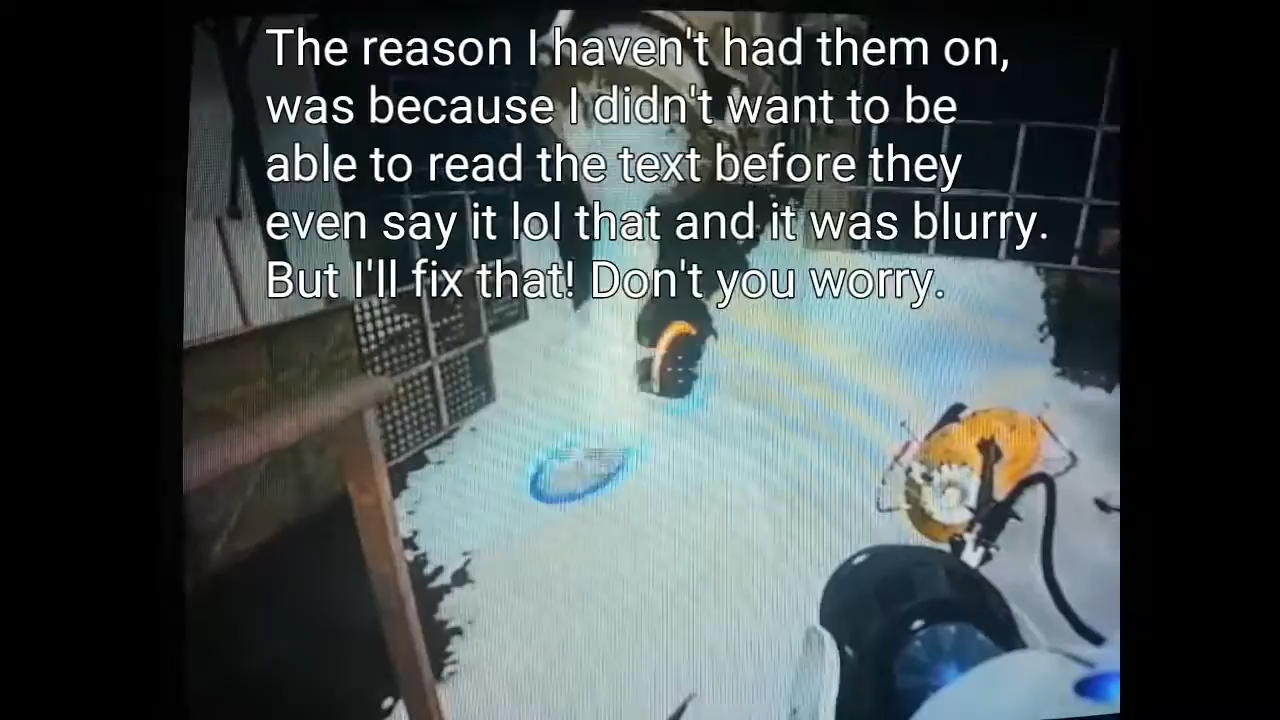 The reason I haven't had them on,
was because I didn't want to be
able to read the text before they
even say it lol that and it was blurry.
But I'll fix that! Don't you worry.